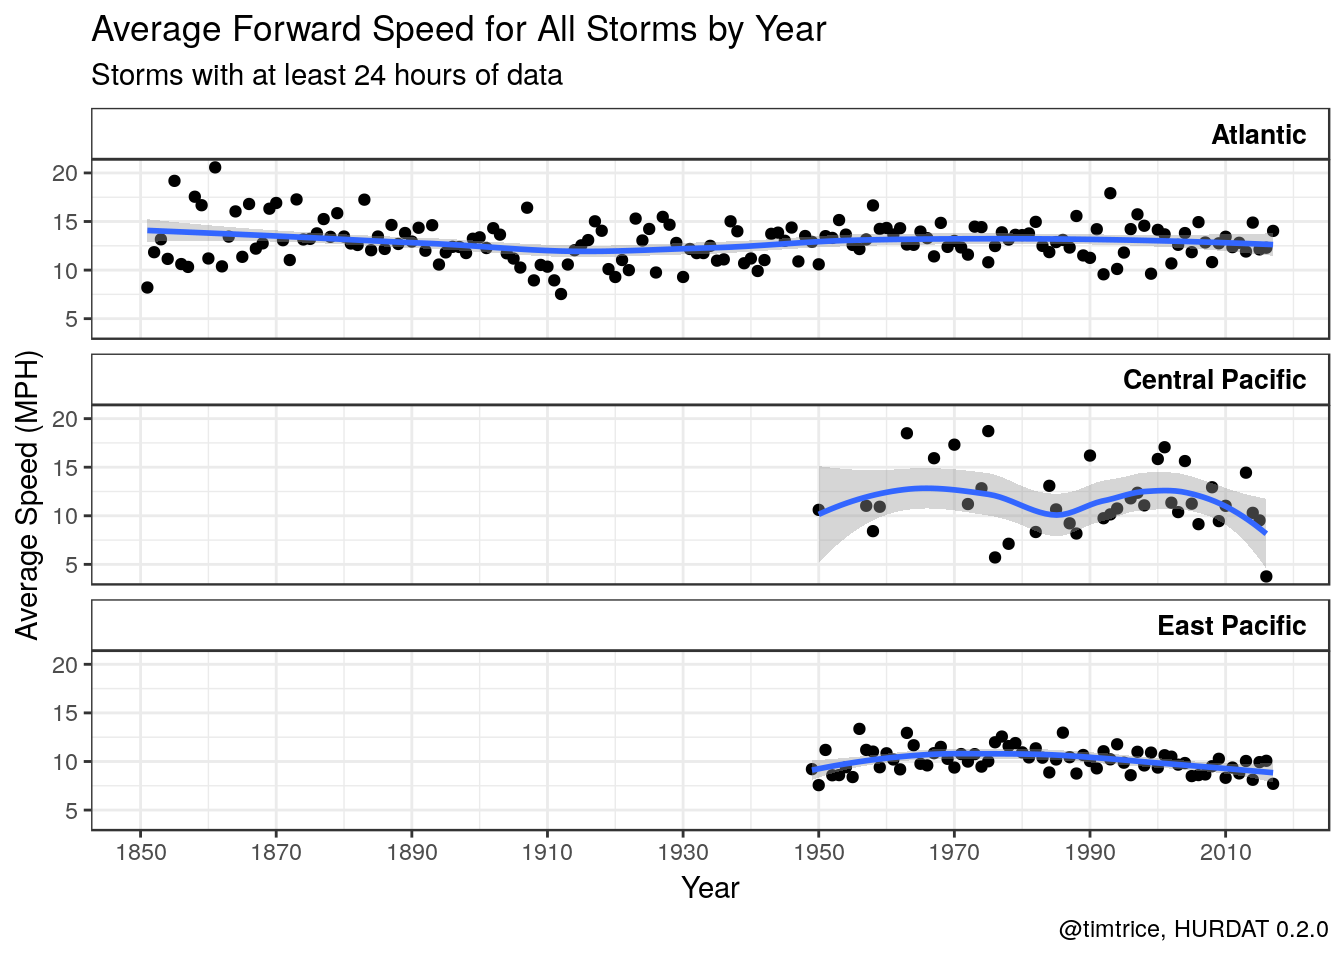 Average Forward Speed for All Storms by Year
Storms with at least 24 hours of data
Atlantic
20
15
10
5
Central Pacific
20
15
10
5
East Pacific
20
15
10
5
Average Speed (MPH)
1850 1870 1890 1910 1930 1950 1970 1990 2010
Year
@timtrice, HURDAT 0.2.0